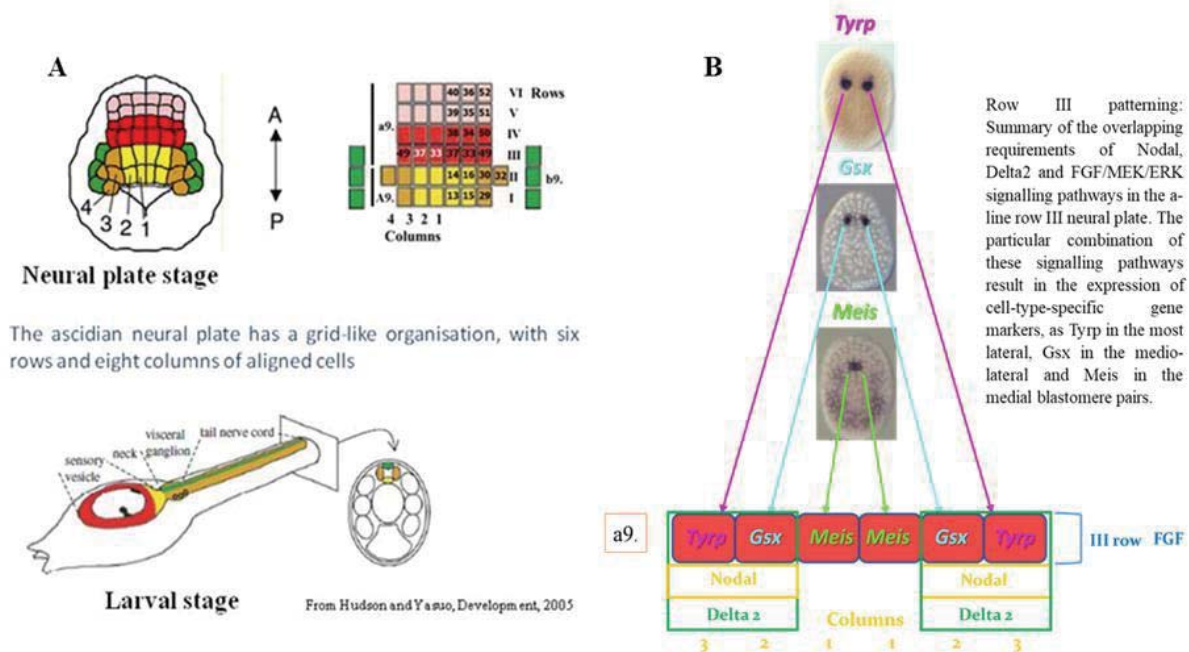 A
A
P
4
3
2
1
Neural plate stage
40 36 52 VI Rows
39 35 51 V
a9.
38 34 50 IV
49 37 33 37 33 49 III
14 16 30 32 II b9.
A9.
13 15 29 I
4 3 2 1
Columns
The ascidian neural plate has a grid-like organisation, with six
rows and eight columns of aligned cells
sensory
vesicle
neck
visceral
ganglion
tail nerve cord
Larval stage
From Hudson and Yasuo, Development, 2005
B
Tyrp
Gsx
Meis
Row III patterning:
Summary of the overlapping
requirements of Nodal,
Delta2 and FGF/MEK/ERK
signalling pathways in the a-
line row III neural plate. The
particular combination of
these signalling pathways
result in the expression of
cell-type-specific gene
markers, as Tyrp in the most
lateral, Gsx in the medio-
lateral and Meis in the
medial blastomere pairs.
a9.
Tyrp Gsx Meis Meis Gsx Tyrp
III row FGF
Nodal Nodal
Delta 2 Columns Delta 2
3 2 1 1 2 3